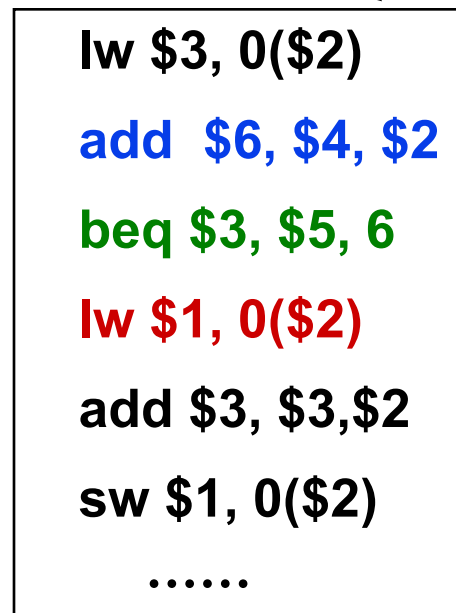 lw $3, 0($2)
add $6, $4, $2
beq $3, $5, 6
lw $1, 0($2)
add $3, $3,$2
sw $1, 0($2)
......